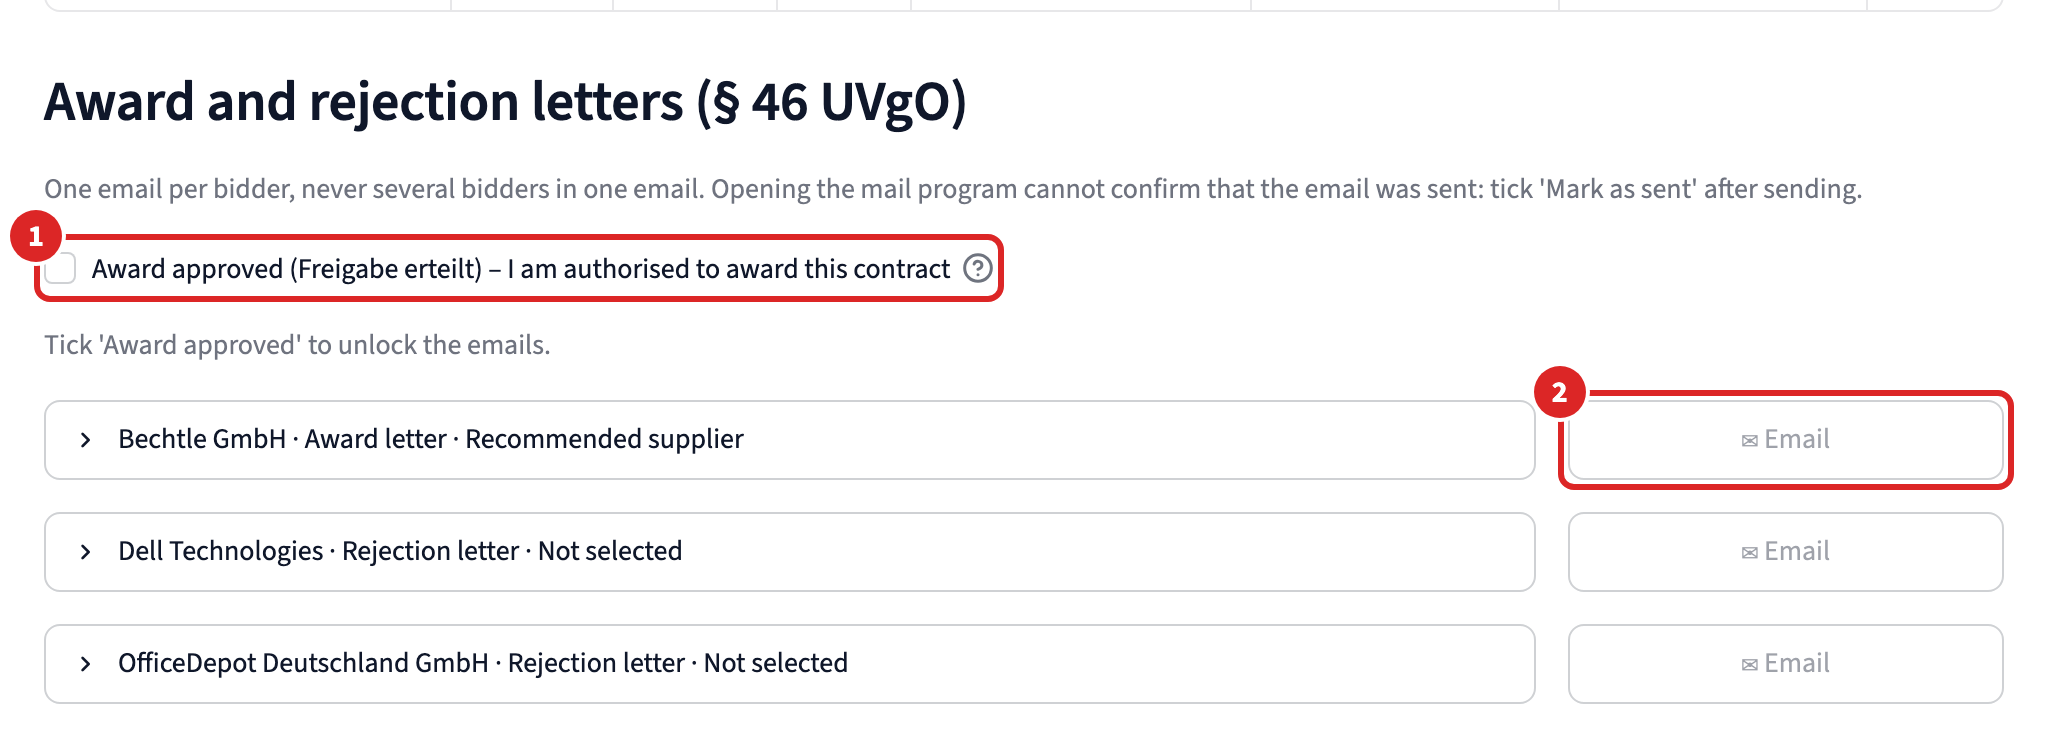 Award and rejection letters (§ 46 UVgO)
One email per bidder, never several bidders in one email. Opening the mail program cannot confirm that the email was sent: tick 'Mark as sent' after sending.
1
Award approved (Freigabe erteilt) – I am authorised to award this contract ?
Tick 'Award approved' to unlock the emails.
2
Bechtle GmbH · Award letter · Recommended supplier
✉ Email
Dell Technologies · Rejection letter · Not selected
✉ Email
OfficeDepot Deutschland GmbH · Rejection letter · Not selected
✉ Email